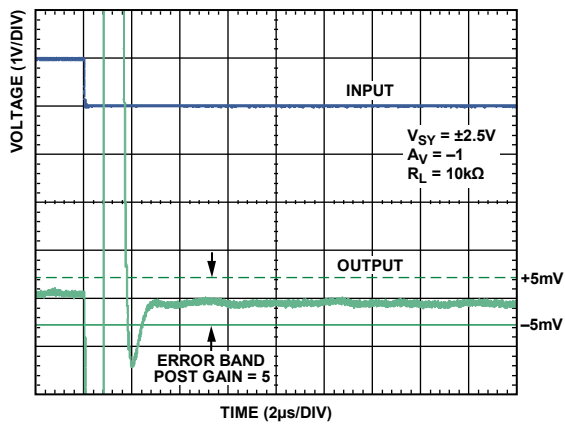 VOLTAGE (1V/DIV)
INPUT
V_SY = ±2.5V
A_V = –1
R_L = 10kΩ
OUTPUT
+5mV
–5mV
ERROR BAND
POST GAIN = 5
TIME (2µs/DIV)